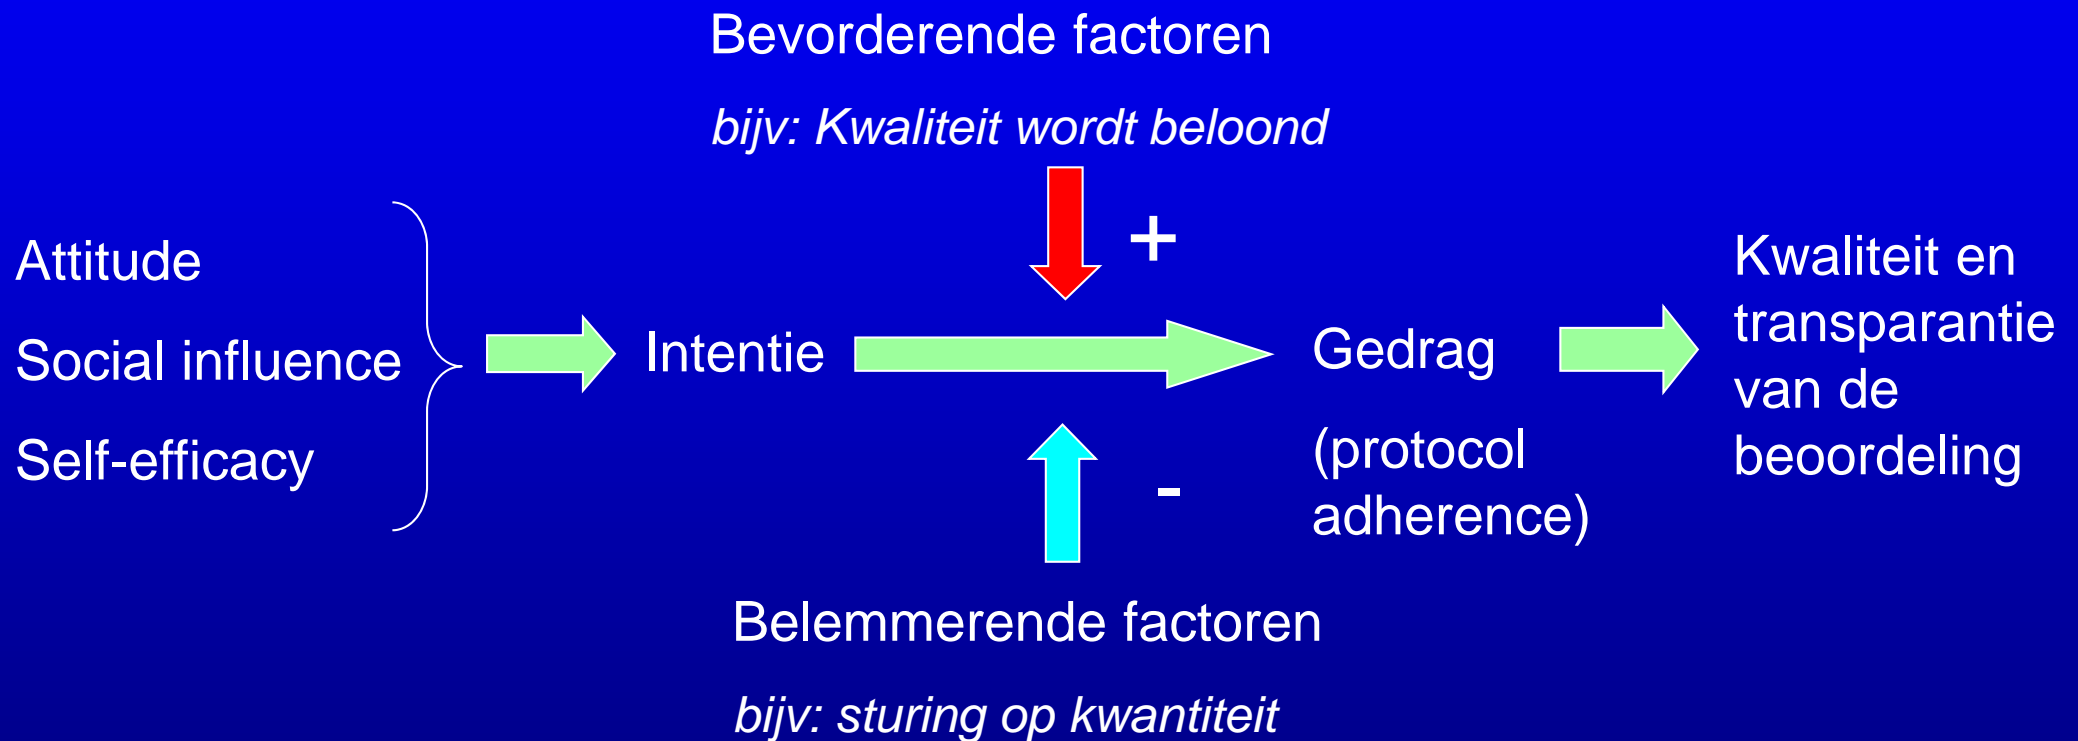 Bevorderende factoren
bijv: Kwaliteit wordt beloond
+
Attitude
Social influence
Self-efficacy
Intentie
Gedrag
(protocol
adherence)
Kwaliteit en
transparantie
van de
beoordeling
-
Belemmerende factoren
bijv: sturing op kwantiteit